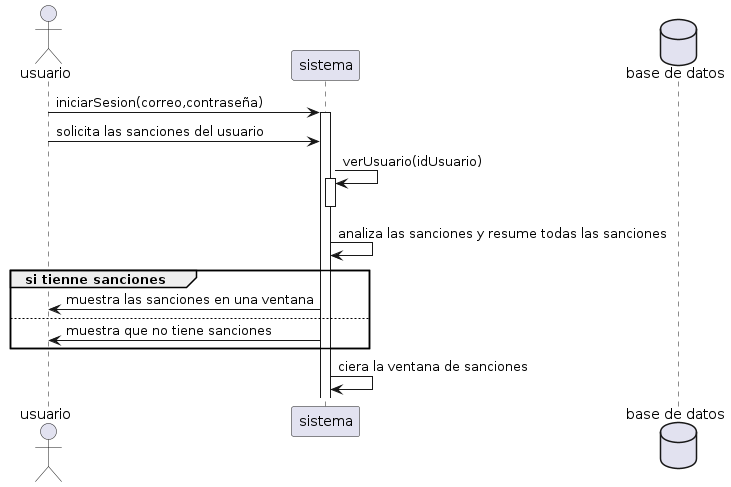 usuario
sistema
base de datos
iniciarSesion(correo,contraseña)
solicita las sanciones del usuario
verUsuario(idUsuario)
analiza las sanciones y resume todas las sanciones
si tienne sanciones
muestra las sanciones en una ventana
muestra que no tiene sanciones
ciera la ventana de sanciones
usuario
sistema
base de datos